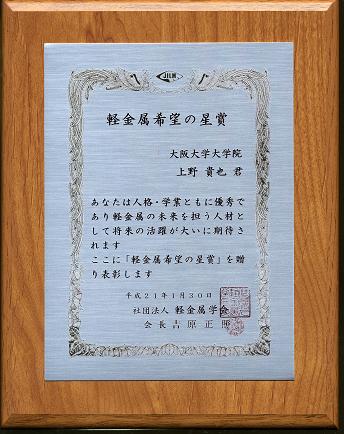 JILM
軽金属希望の星賞
大阪大学大学院
上野 貴也 君
あなたは人格・学業ともに優秀で
あり軽金属の未来を担う人材と
して将来の活躍が大いに期待さ
れます
ここに「軽金属希望の星賞」を贈
り表彰します
平成21年1月30日
社団法人 軽金属学会
会長 吉原正照